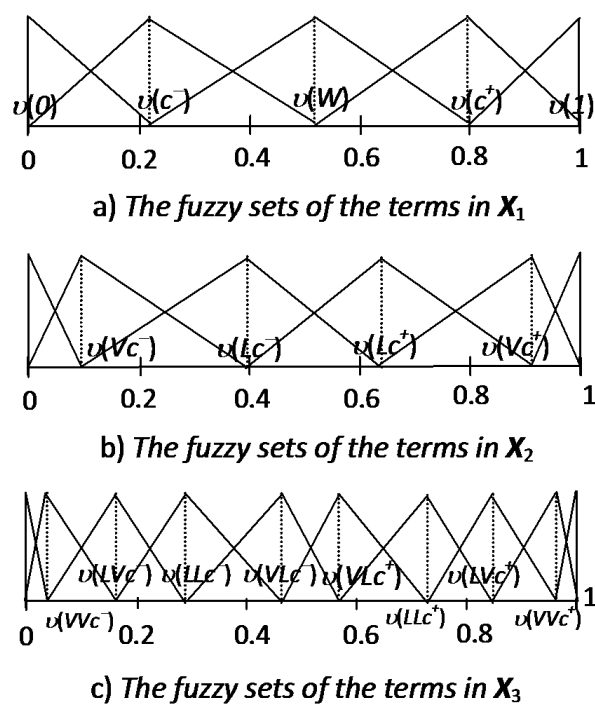 υ(0) υ(c⁻) υ(W) υ(c⁺) υ(1)
0 0.2 0.4 0.6 0.8 1
a) The fuzzy sets of the terms in X₁
υ(Vc⁻) υ(Lc⁻) υ(Lc⁺) υ(Vc⁺)
0 0.2 0.4 0.6 0.8 1
b) The fuzzy sets of the terms in X₂
υ(LVc⁻) υ(LLc⁻) υ(VLc⁻) υ(VLc⁺) υ(LVc⁺)
1
υ(VVc⁻) υ(LLc⁺) υ(VVc⁺)
0 0.2 0.4 0.6 0.8
c) The fuzzy sets of the terms in X₃